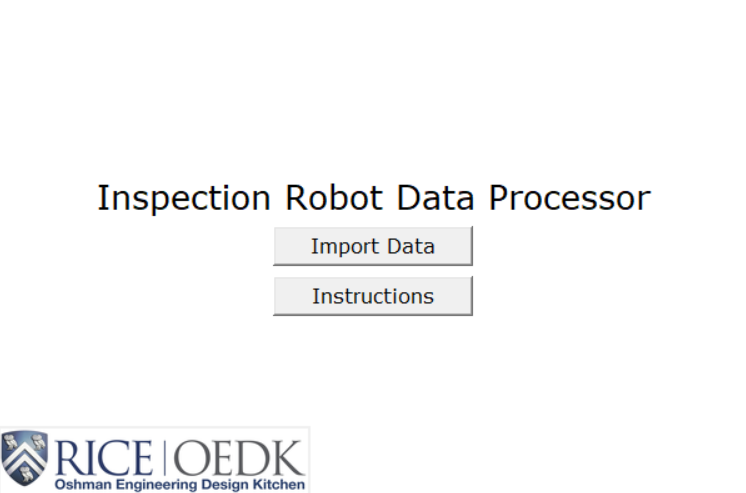 Inspection Robot Data Processor
Import Data
Instructions
RICE | OEDK
Oshman Engineering Design Kitchen